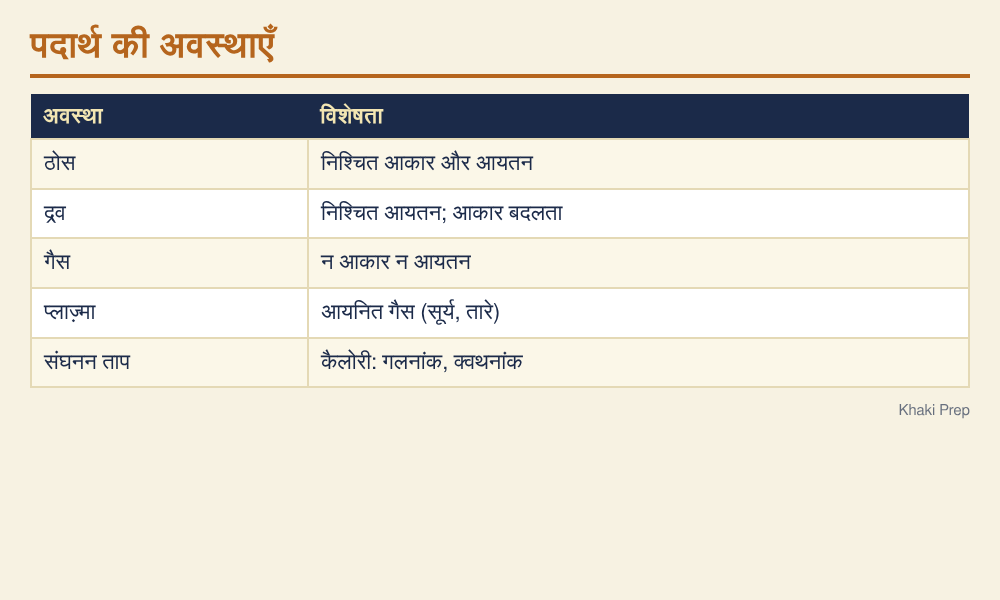 पदार्थ की अवस्थाएँ
अवस्था विशेषता
ठोस निश्चित आकार और आयतन
द्रव निश्चित आयतन; आकार बदलता
गैस न आकार न आयतन
प्लाज़्मा आयनित गैस (सूर्य, तारे)
संघनन ताप कैलोरी: गलनांक, क्वथनांक
Khaki Prep